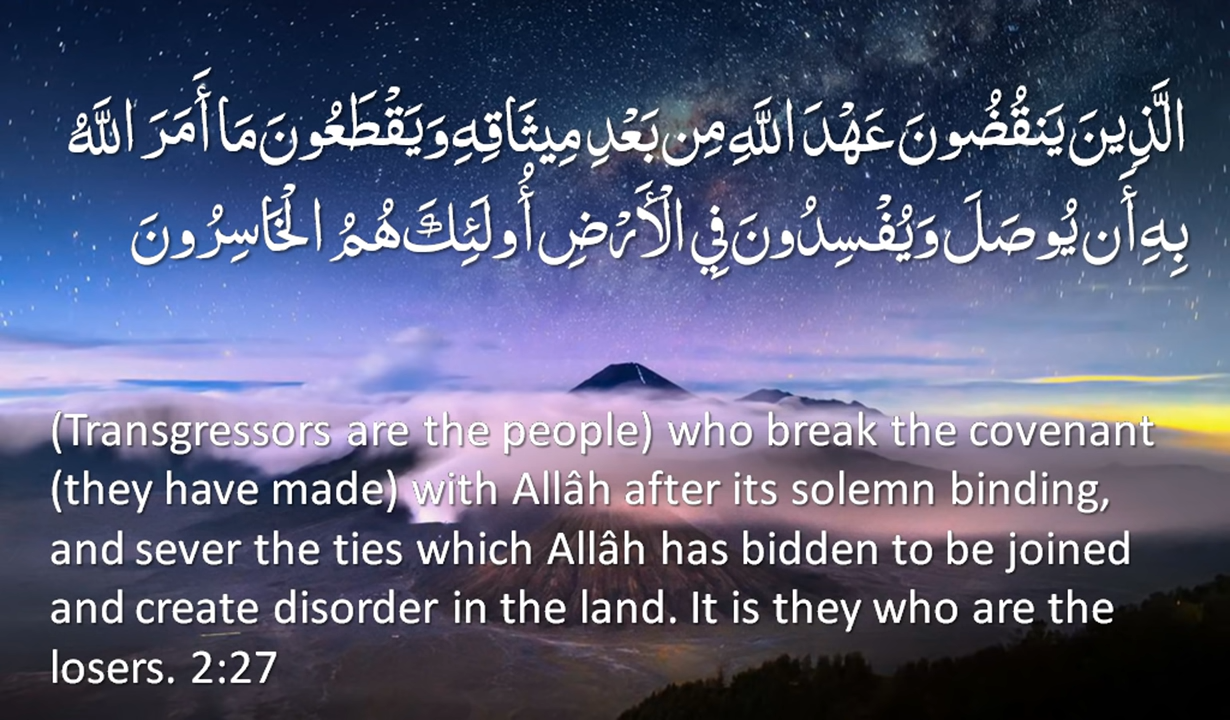 الَّذِينَ يَنقُضُونَ عَهْدَ اللَّهِ مِن بَعْدِ مِيثَاقِهِ وَيَقْطَعُونَ مَا أَمَرَ اللَّهُ
بِهِ أَن يُوصَلَ وَيُفْسِدُونَ فِي الْأَرْضِ أُولَئِكَ هُمُ الْخَاسِرُونَ
(Transgressors are the people) who break the covenant
(they have made) with Allâh after its solemn binding,
and sever the ties which Allâh has bidden to be joined
and create disorder in the land. It is they who are the
losers. 2:27